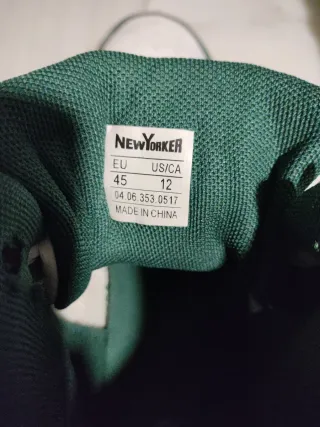 NEWYORKER
EU US/CA
45 12
04.06.353.0517
MADE IN CHINA